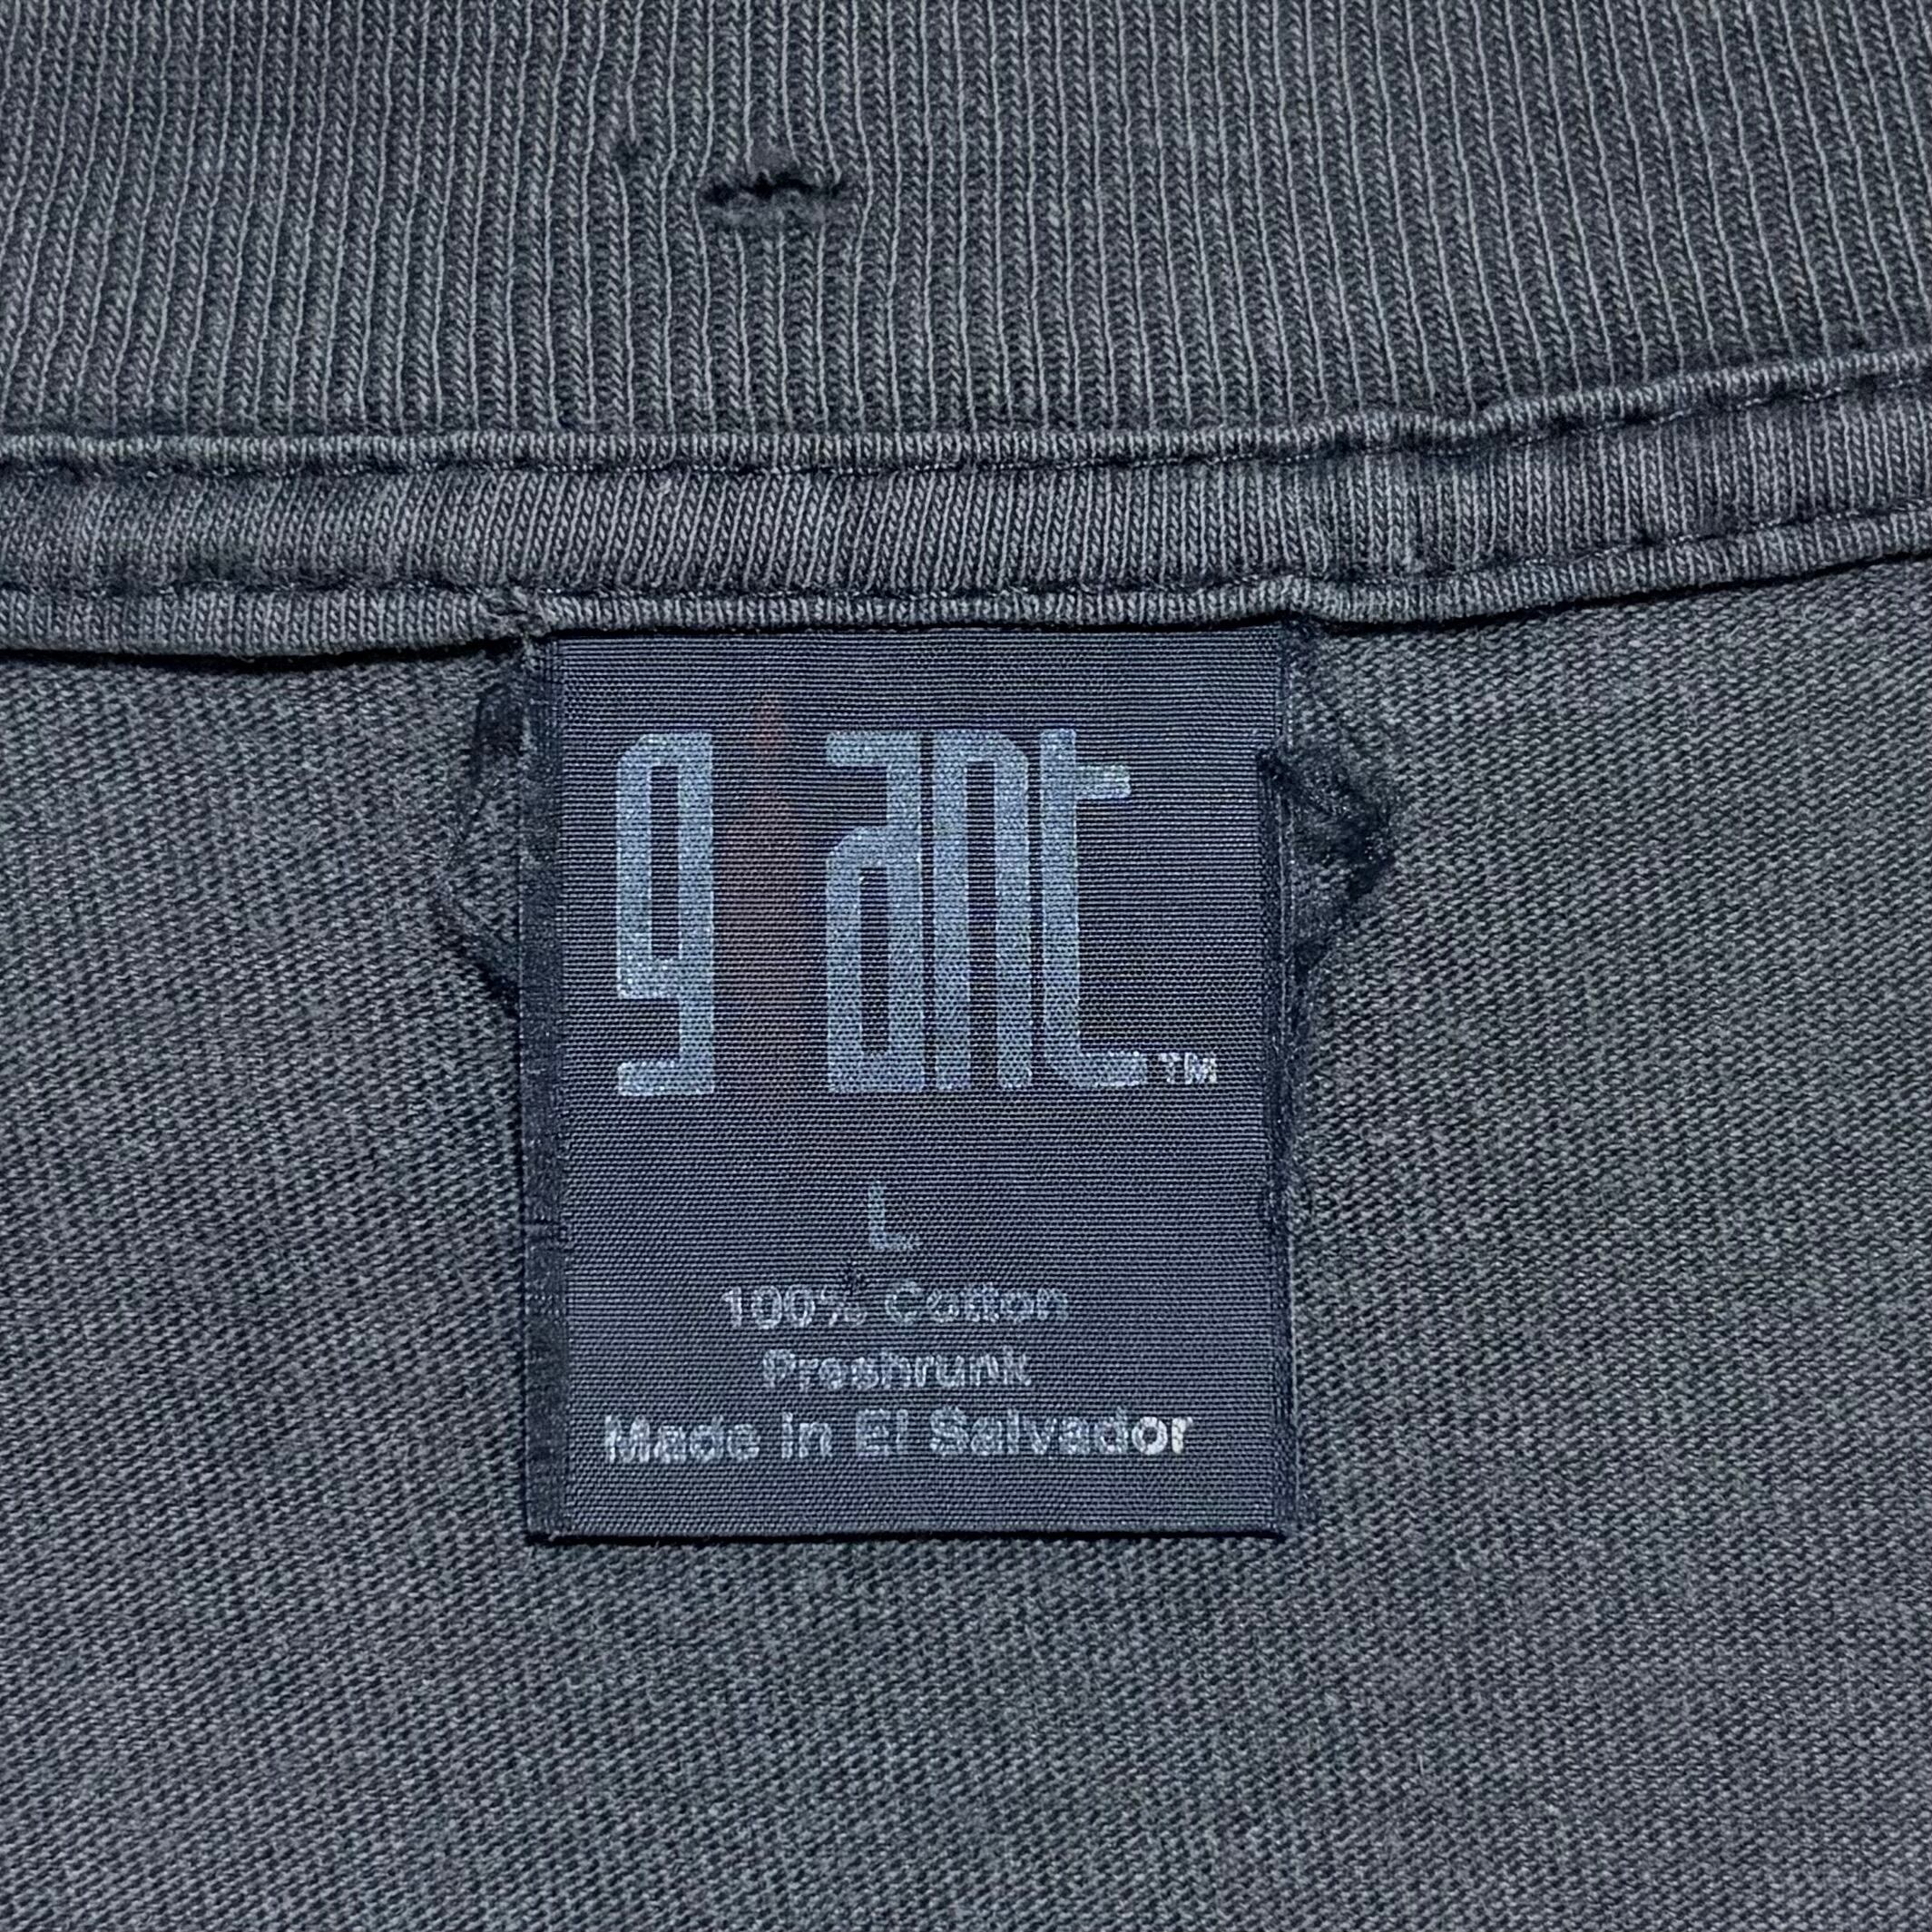 giant™
L
100% Cotton
Preshrunk
Made in El Salvador